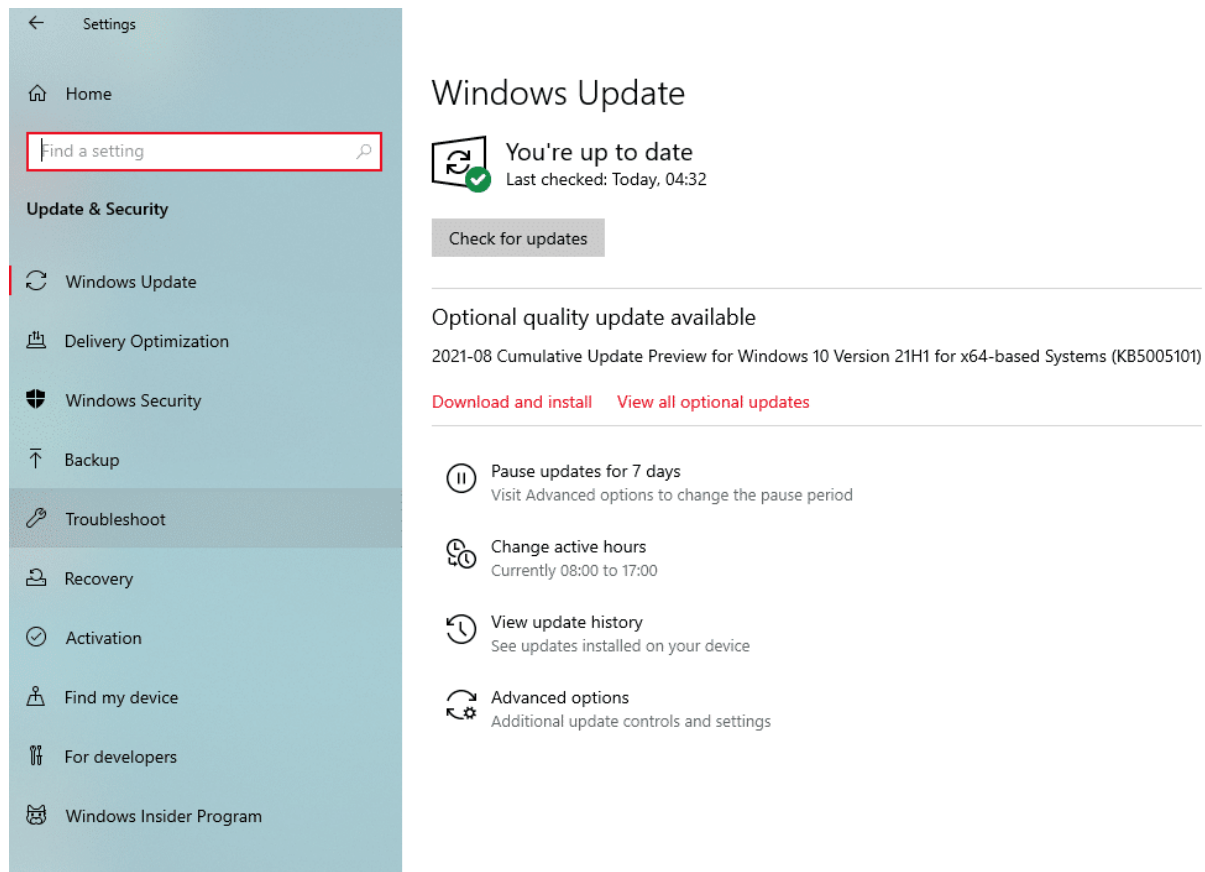 Settings
Home
Find a setting
Update & Security
Windows Update
Delivery Optimization
Windows Security
Backup
Troubleshoot
Recovery
Activation
Find my device
For developers
Windows Insider Program
Windows Update
You're up to date
Last checked: Today, 04:32
Check for updates
Optional quality update available
2021-08 Cumulative Update Preview for Windows 10 Version 21H1 for x64-based Systems (KB5005101)
Download and install View all optional updates
Pause updates for 7 days
Visit Advanced options to change the pause period
Change active hours
Currently 08:00 to 17:00
View update history
See updates installed on your device
Advanced options
Additional update controls and settings